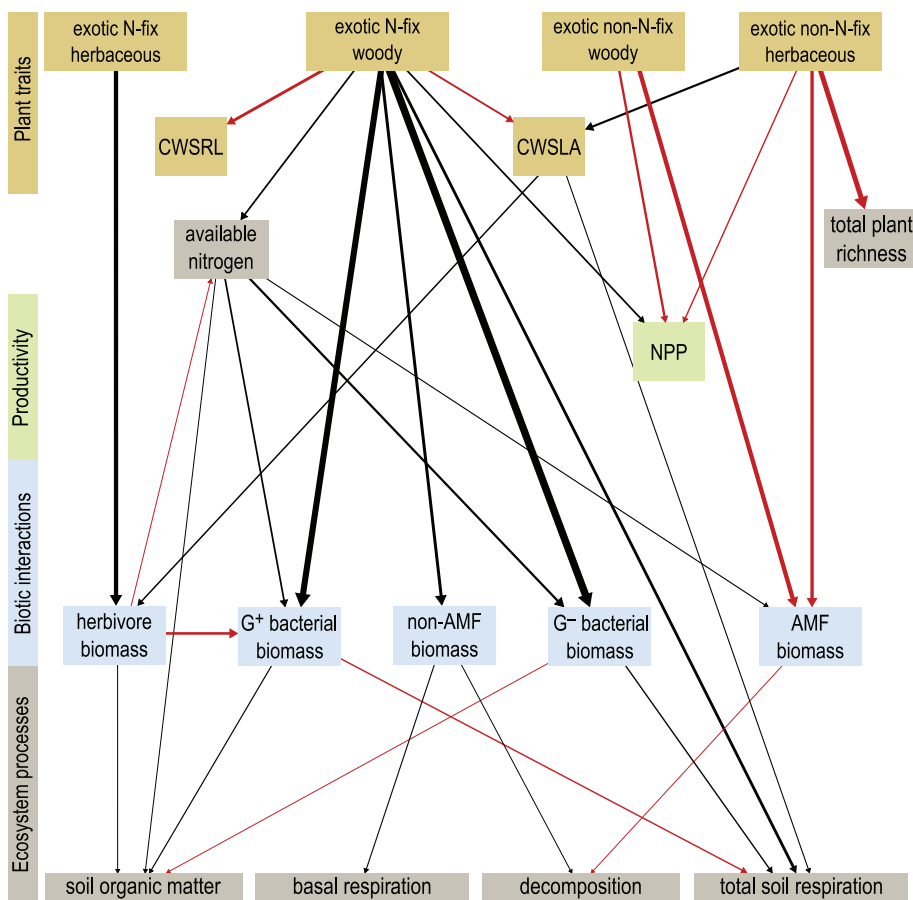 Plant traits
Productivity
Biotic interactions
Ecosystem processes
exotic N-fix
herbaceous
exotic N-fix
woody
exotic non-N-fix
woody
exotic non-N-fix
herbaceous
CWSRL
CWSLA
available
nitrogen
total plant
richness
NPP
herbivore
biomass
G⁺ bacterial
biomass
non-AMF
biomass
G⁻ bacterial
biomass
AMF
biomass
soil organic matter
basal respiration
decomposition
total soil respiration